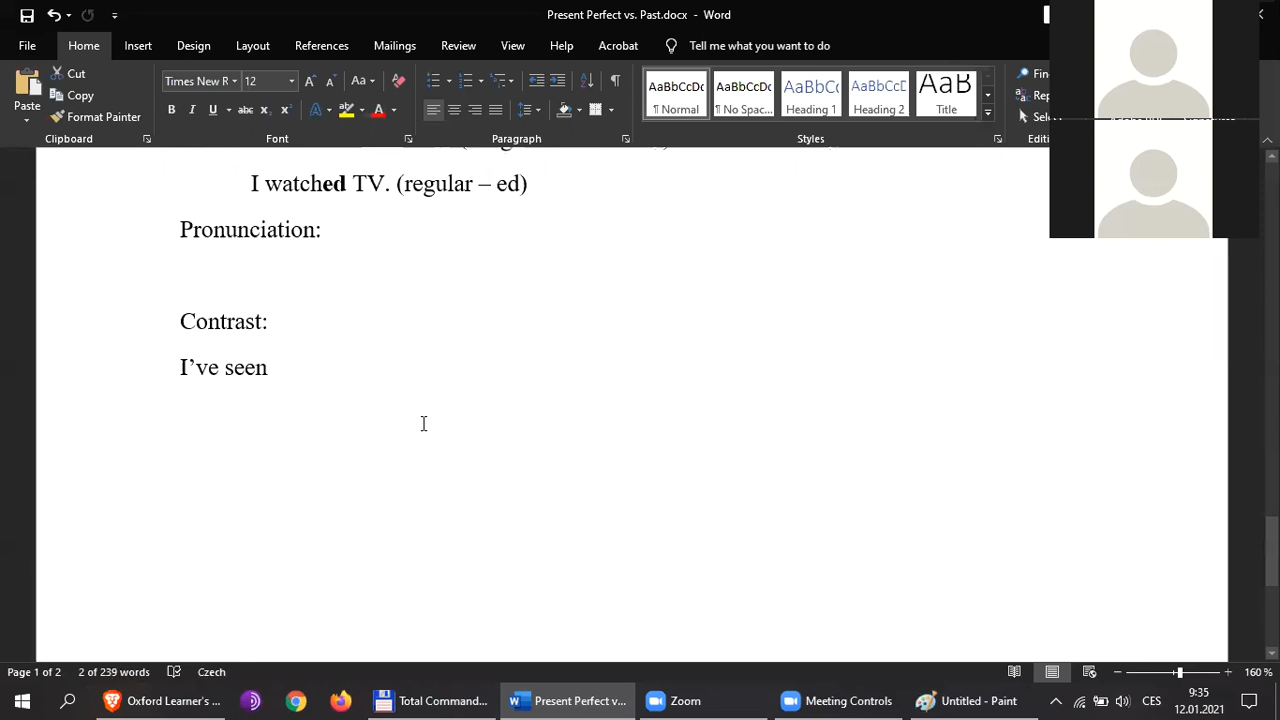 Present Perfect vs. Past.docx - Word
File Home Insert Design Layout References Mailings Review View Help Acrobat Tell me what you want to do
Paste
Cut
Copy
Format Painter
Clipboard
Times New R 12
Font
Paragraph
AaBbCcDc AaBbCcDc AaBbCc AaBbCcD AaB
¶ Normal ¶ No Spac... Heading 1 Heading 2 Title
Styles
I watched TV. (regular – ed)
Pronunciation:
Contrast:
I’ve seen
Page 1 of 2 2 of 239 words Czech 160 %
Oxford Learner's ... Total Command... Present Perfect v... Zoom Meeting Controls Untitled - Paint CES 9:35
12.01.2021